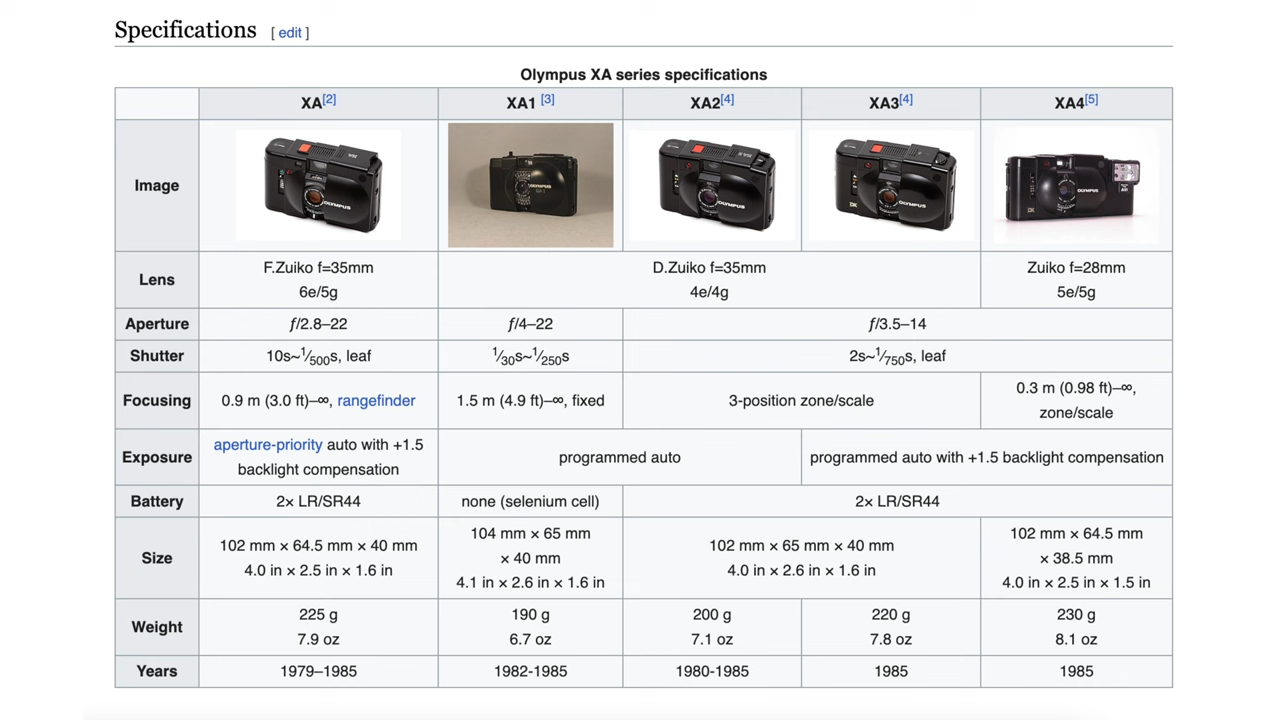 Specifications [ edit ]
Olympus XA series specifications
XA[2] XA1 [3] XA2[4] XA3[4] XA4[5]
Image
OLYMPUS OLYMPUS OLYMPUS OLYMPUS OLYMPUS
Lens
F.Zuiko f=35mm
6e/5g
D.Zuiko f=35mm
4e/4g
Zuiko f=28mm
5e/5g
Aperture ƒ/2.8–22 ƒ/4–22 ƒ/3.5–14
Shutter 10s~1⁄500s, leaf 1⁄30s~1⁄250s 2s~1⁄750s, leaf
Focusing 0.9 m (3.0 ft)–∞, rangefinder 1.5 m (4.9 ft)–∞, fixed 3-position zone/scale
0.3 m (0.98 ft)–∞,
zone/scale
Exposure
aperture-priority auto with +1.5
backlight compensation
programmed auto programmed auto with +1.5 backlight compensation
Battery 2× LR/SR44 none (selenium cell) 2× LR/SR44
Size
102 mm × 64.5 mm × 40 mm
4.0 in × 2.5 in × 1.6 in
104 mm × 65 mm
× 40 mm
4.1 in × 2.6 in × 1.6 in
102 mm × 65 mm × 40 mm
4.0 in × 2.6 in × 1.6 in
102 mm × 64.5 mm
× 38.5 mm
4.0 in × 2.5 in × 1.5 in
Weight
225 g
7.9 oz
190 g
6.7 oz
200 g
7.1 oz
220 g
7.8 oz
230 g
8.1 oz
Years 1979–1985 1982-1985 1980-1985 1985 1985